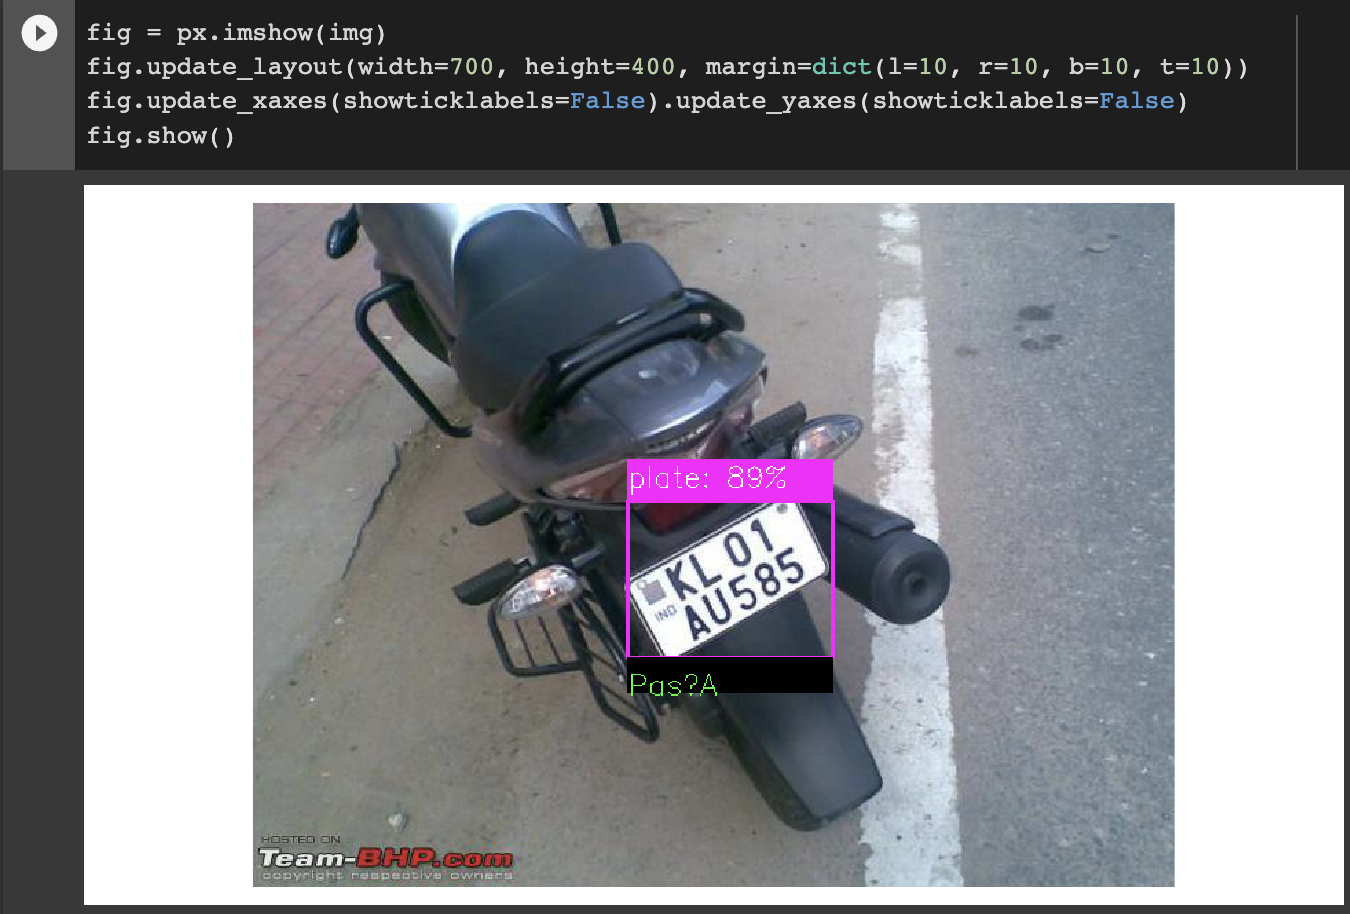 fig = px.imshow(img)
fig.update_layout(width=700, height=400, margin=dict(l=10, r=10, b=10, t=10))
fig.update_xaxes(showticklabels=False).update_yaxes(showticklabels=False)
fig.show()
plate: 89%
KL 01
IND
AU585
Pas?A
HOSTED ON
Team-BHP.com
copyright respective owners